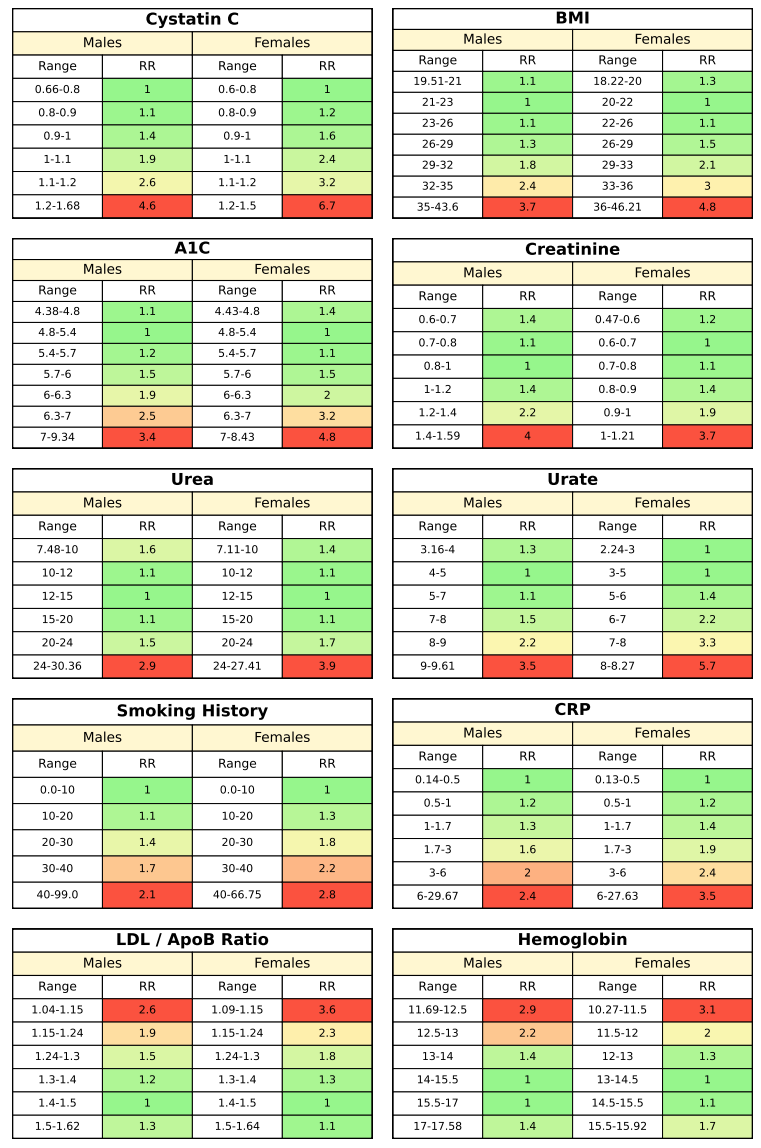 Cystatin C
Males Females
Range RR Range RR
0.66-0.8 1 0.6-0.8 1
0.8-0.9 1.1 0.8-0.9 1.2
0.9-1 1.4 0.9-1 1.6
1-1.1 1.9 1-1.1 2.4
1.1-1.2 2.6 1.1-1.2 3.2
1.2-1.68 4.6 1.2-1.5 6.7
BMI
Males Females
Range RR Range RR
19.51-21 1.1 18.22-20 1.3
21-23 1 20-22 1
23-26 1.1 22-26 1.1
26-29 1.3 26-29 1.5
29-32 1.8 29-33 2.1
32-35 2.4 33-36 3
35-43.6 3.7 36-46.21 4.8
A1C
Males Females
Range RR Range RR
4.38-4.8 1.1 4.43-4.8 1.4
4.8-5.4 1 4.8-5.4 1
5.4-5.7 1.2 5.4-5.7 1.1
5.7-6 1.5 5.7-6 1.5
6-6.3 1.9 6-6.3 2
6.3-7 2.5 6.3-7 3.2
7-9.34 3.4 7-8.43 4.8
Creatinine
Males Females
Range RR Range RR
0.6-0.7 1.4 0.47-0.6 1.2
0.7-0.8 1.1 0.6-0.7 1
0.8-1 1 0.7-0.8 1.1
1-1.2 1.4 0.8-0.9 1.4
1.2-1.4 2.2 0.9-1 1.9
1.4-1.59 4 1-1.21 3.7
Urea
Males Females
Range RR Range RR
7.48-10 1.6 7.11-10 1.4
10-12 1.1 10-12 1.1
12-15 1 12-15 1
15-20 1.1 15-20 1.1
20-24 1.5 20-24 1.7
24-30.36 2.9 24-27.41 3.9
Urate
Males Females
Range RR Range RR
3.16-4 1.3 2.24-3 1
4-5 1 3-5 1
5-7 1.1 5-6 1.4
7-8 1.5 6-7 2.2
8-9 2.2 7-8 3.3
9-9.61 3.5 8-8.27 5.7
Smoking History
Males Females
Range RR Range RR
0.0-10 1 0.0-10 1
10-20 1.1 10-20 1.3
20-30 1.4 20-30 1.8
30-40 1.7 30-40 2.2
40-99.0 2.1 40-66.75 2.8
CRP
Males Females
Range RR Range RR
0.14-0.5 1 0.13-0.5 1
0.5-1 1.2 0.5-1 1.2
1-1.7 1.3 1-1.7 1.4
1.7-3 1.6 1.7-3 1.9
3-6 2 3-6 2.4
6-29.67 2.4 6-27.63 3.5
LDL / ApoB Ratio
Males Females
Range RR Range RR
1.04-1.15 2.6 1.09-1.15 3.6
1.15-1.24 1.9 1.15-1.24 2.3
1.24-1.3 1.5 1.24-1.3 1.8
1.3-1.4 1.2 1.3-1.4 1.3
1.4-1.5 1 1.4-1.5 1
1.5-1.62 1.3 1.5-1.64 1.1
Hemoglobin
Males Females
Range RR Range RR
11.69-12.5 2.9 10.27-11.5 3.1
12.5-13 2.2 11.5-12 2
13-14 1.4 12-13 1.3
14-15.5 1 13-14.5 1
15.5-17 1 14.5-15.5 1.1
17-17.58 1.4 15.5-15.92 1.7